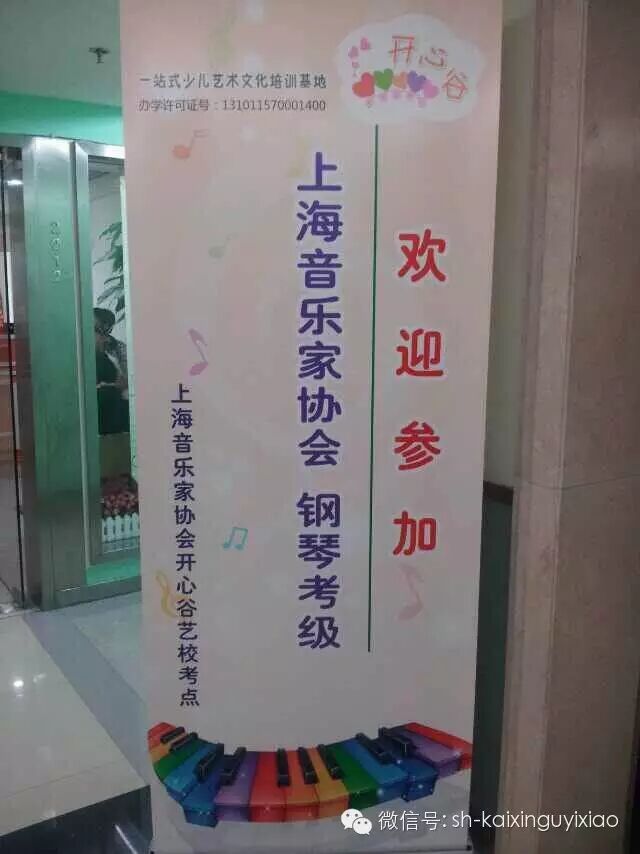 一站式少儿艺术文化培训基地
办学许可证号：131011570001400
开心谷
欢迎参加
上海音乐家协会 钢琴考级
上海音乐家协会开心谷艺校考点
2012
微信号: sh-kaixinguyixiao